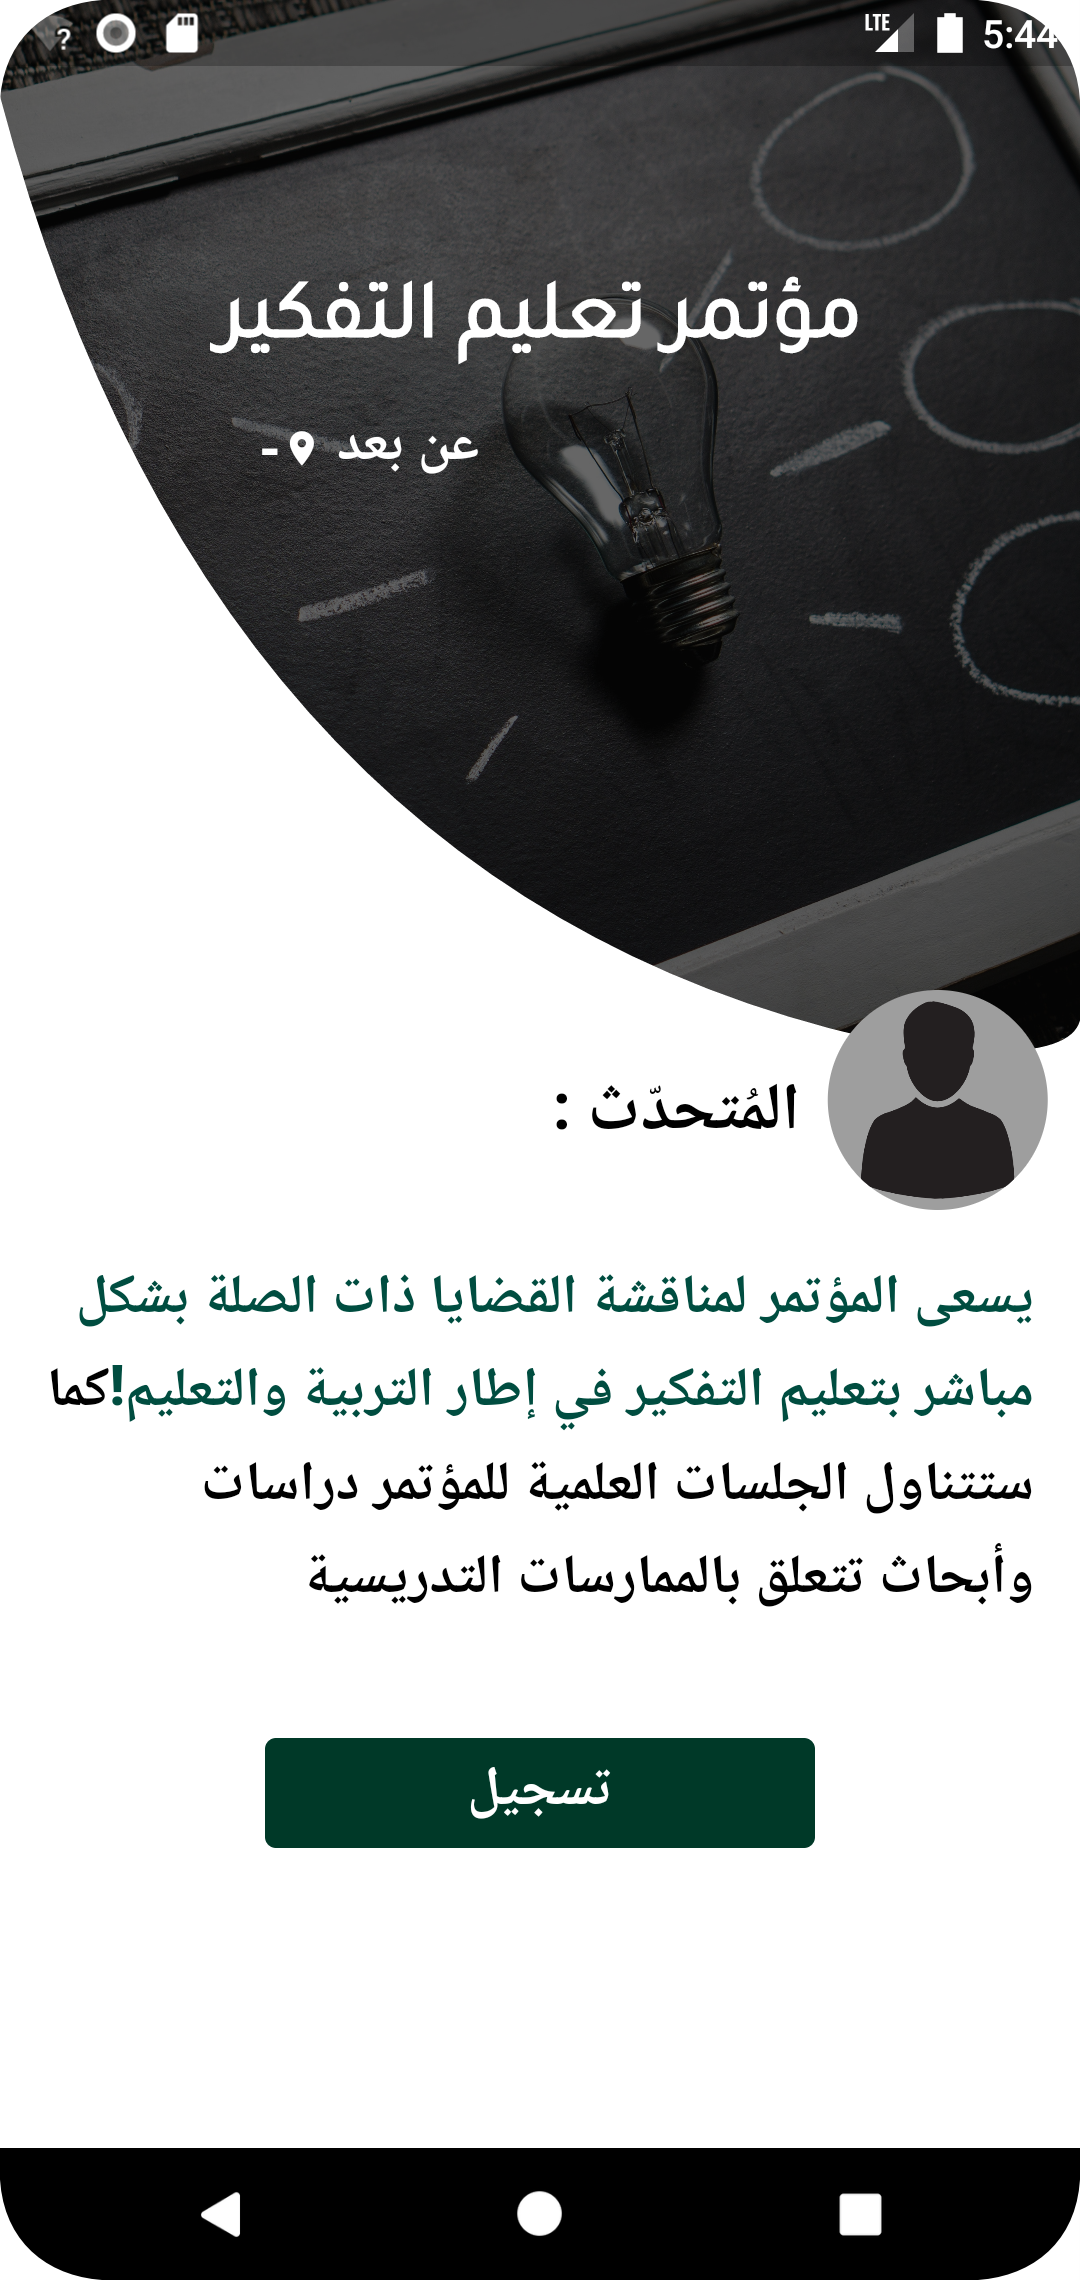 LTE 5:44
مؤتمر تعليم التفكير
عن بعد -
المُتحدّث :
يسعى المؤتمر لمناقشة القضايا ذات الصلة بشكل
مباشر بتعليم التفكير في إطار التربية والتعليم!كما
ستتناول الجلسات العلمية للمؤتمر دراسات
وأبحاث تتعلق بالممارسات التدريسية
تسجيل